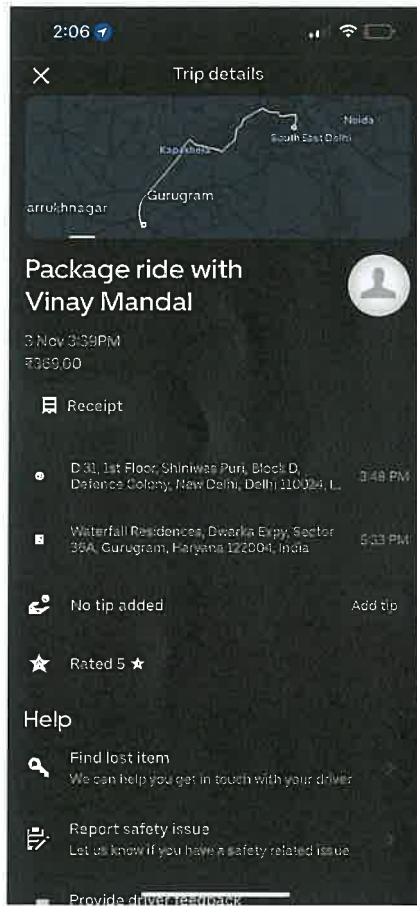 2:06
Trip details
Noida
South East Delhi
Kapashera
Gurugram
arrukhnagar
Package ride with
Vinay Mandal
3 Nov 3:39PM
₹369.00
Receipt
D 31, 1st Floor, Shiniwas Puri, Block D,
Defence Colony, New Delhi, Delhi 110024, I...
3:48 PM
Waterfall Residences, Dwarka Expy, Sector
36A, Gurugram, Haryana 122004, India
5:33 PM
No tip added
Add tip
Rated 5
Help
Find lost item
We can help you get in touch with your driver
Report safety issue
Let us know if you have a safety related issue
Provide driver feedback